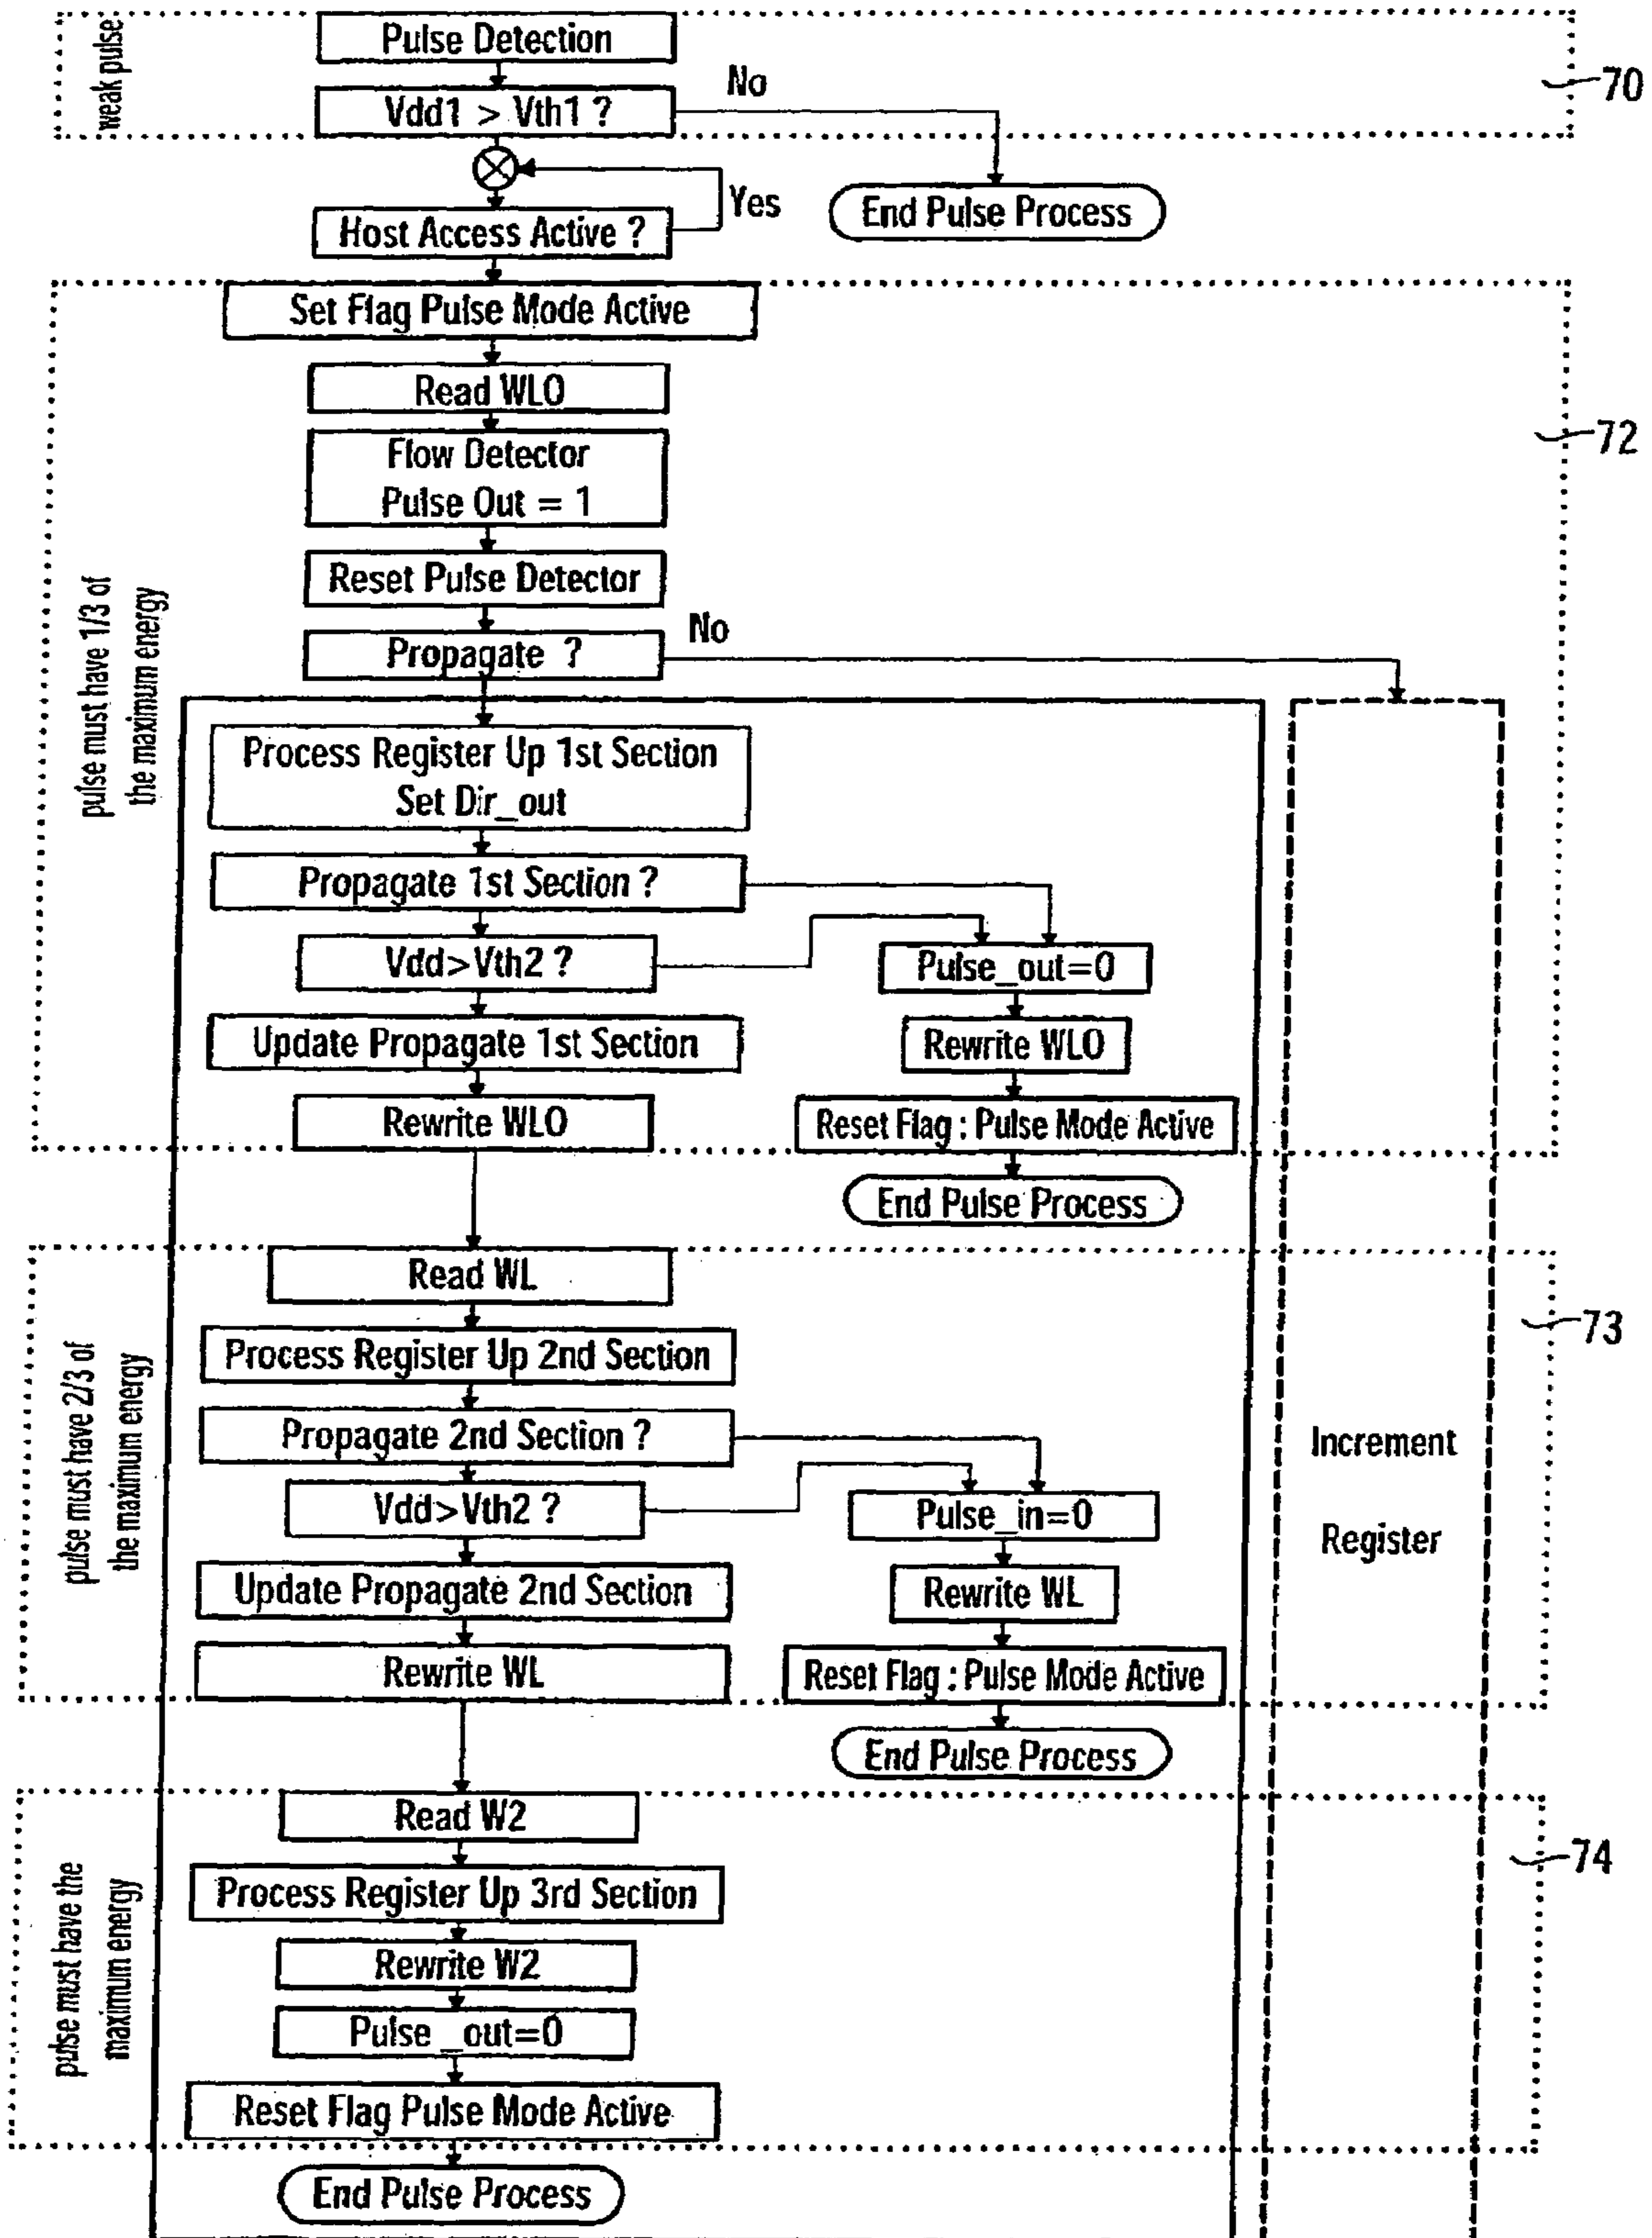 weak pulse
Pulse Detection
No
70
Vdd1 > Vth1 ?
Yes
End Pulse Process
Host Access Active ?
Set Flag Pulse Mode Active
Read WLO
72
Flow Detector
Pulse Out = 1
Reset Pulse Detector
pulse must have 1/3 of
the maximum energy
No
Propagate ?
Process Register Up 1st Section
Set Dir_out
Propagate 1st Section ?
Vdd>Vth2 ?
Pulse_out=0
Update Propagate 1st Section
Rewrite WLO
Rewrite WLO
Reset Flag : Pulse Mode Active
End Pulse Process
Read WL
73
Process Register Up 2nd Section
pulse must have 2/3 of
the maximum energy
Propagate 2nd Section ?
Increment
Register
Vdd>Vth2 ?
Pulse_in=0
Update Propagate 2nd Section
Rewrite WL
Rewrite WL
Reset Flag : Pulse Mode Active
End Pulse Process
Read W2
74
Process Register Up 3rd Section
pulse must have the
maximum energy
Rewrite W2
Pulse _out=0
Reset Flag Pulse Mode Active
End Pulse Process